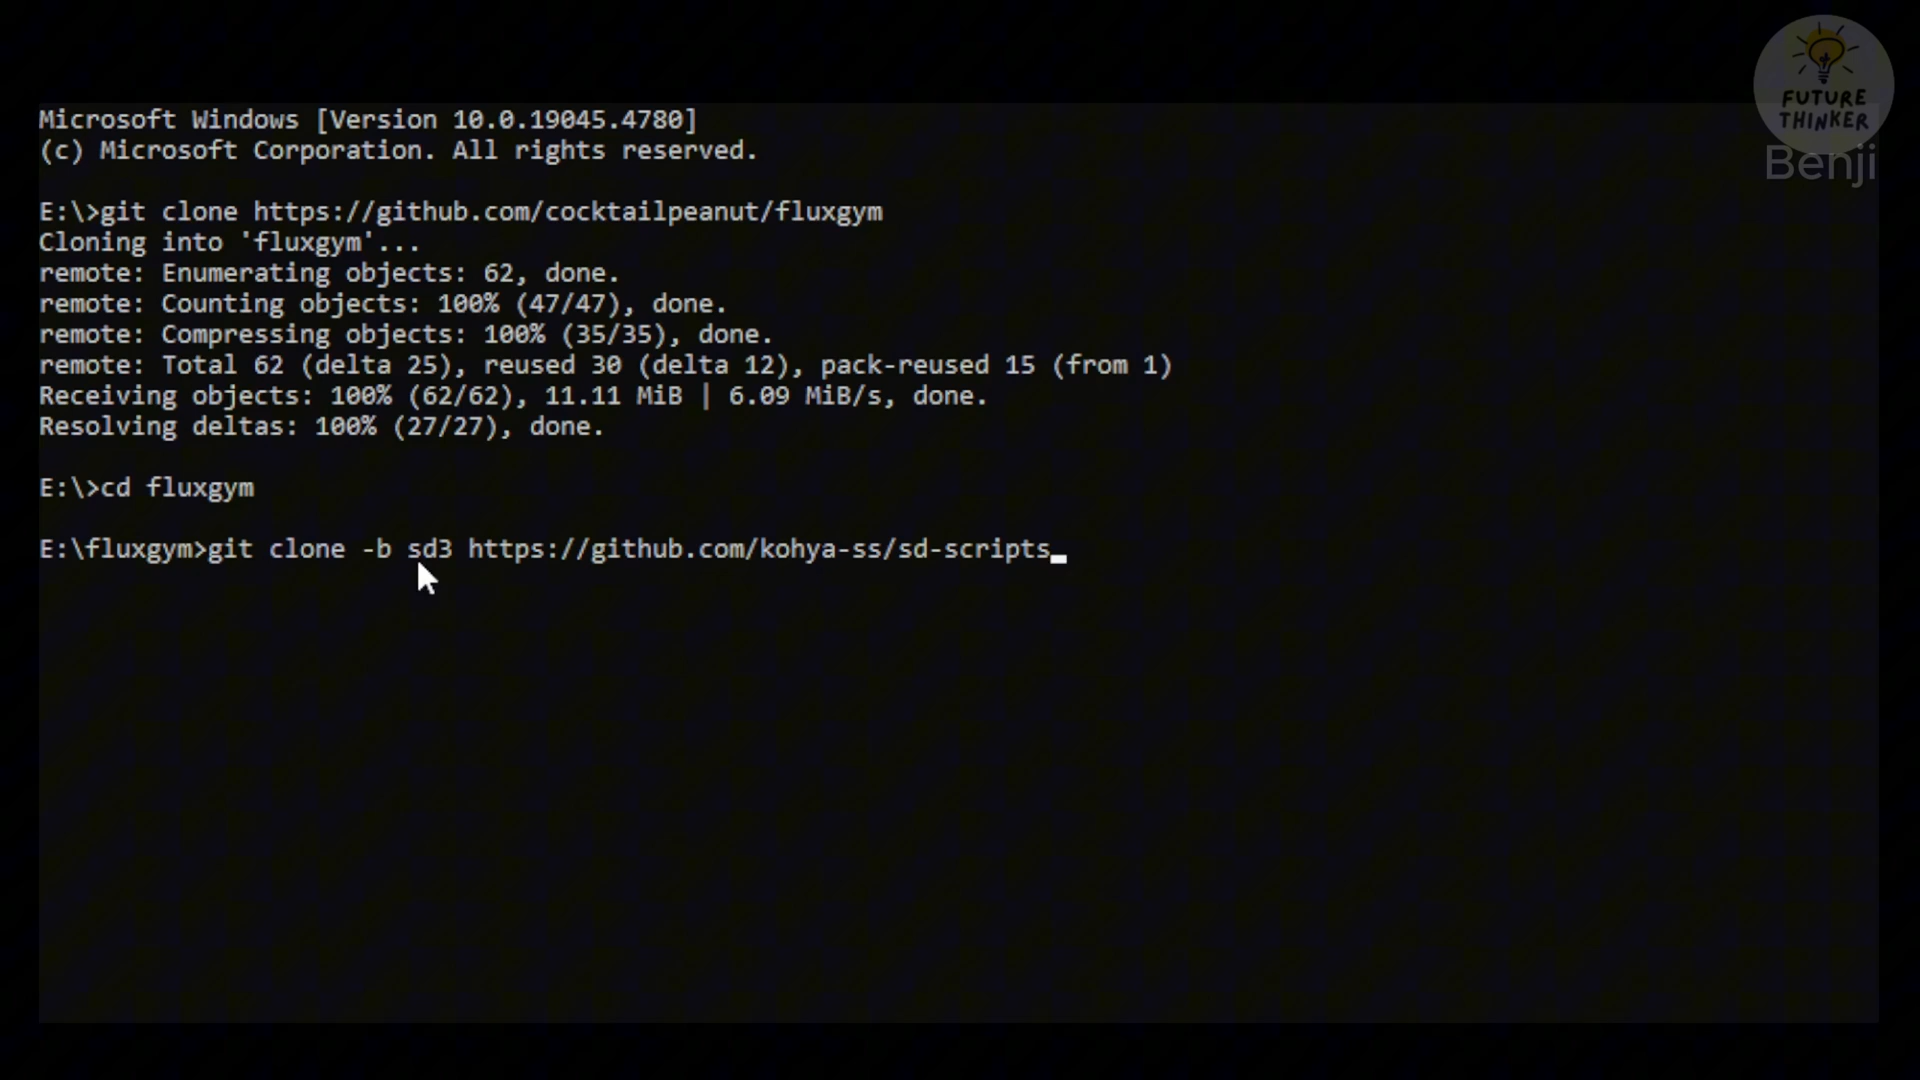 FUTURE
THINKER
Benji
Microsoft Windows [Version 10.0.19045.4780]
(c) Microsoft Corporation. All rights reserved.
E:\>git clone https://github.com/cocktailpeanut/fluxgym
Cloning into 'fluxgym'...
remote: Enumerating objects: 62, done.
remote: Counting objects: 100% (47/47), done.
remote: Compressing objects: 100% (35/35), done.
remote: Total 62 (delta 25), reused 30 (delta 12), pack-reused 15 (from 1)
Receiving objects: 100% (62/62), 11.11 MiB | 6.09 MiB/s, done.
Resolving deltas: 100% (27/27), done.
E:\>cd fluxgym
E:\fluxgym>git clone -b sd3 https://github.com/kohya-ss/sd-scripts